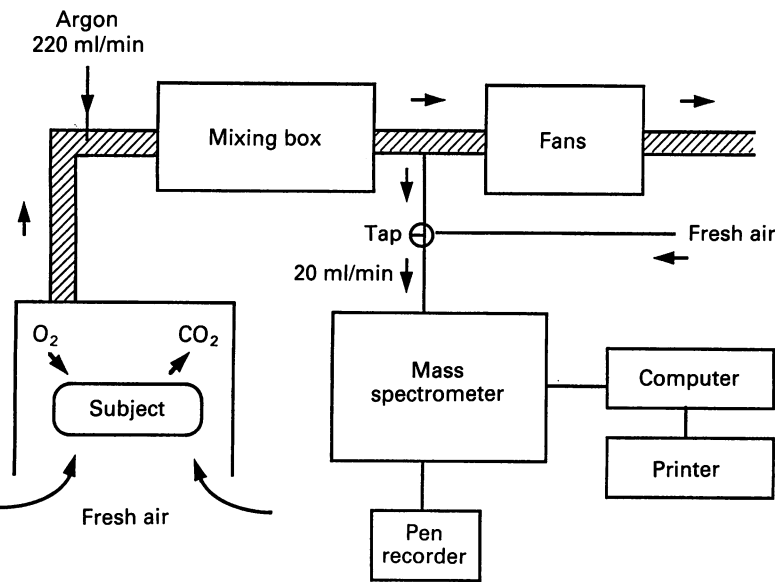 Argon
220 ml/min
Mixing box
Fans
Tap
Fresh air
20 ml/min
O₂
CO₂
Subject
Fresh air
Mass
spectrometer
Computer
Printer
Pen
recorder